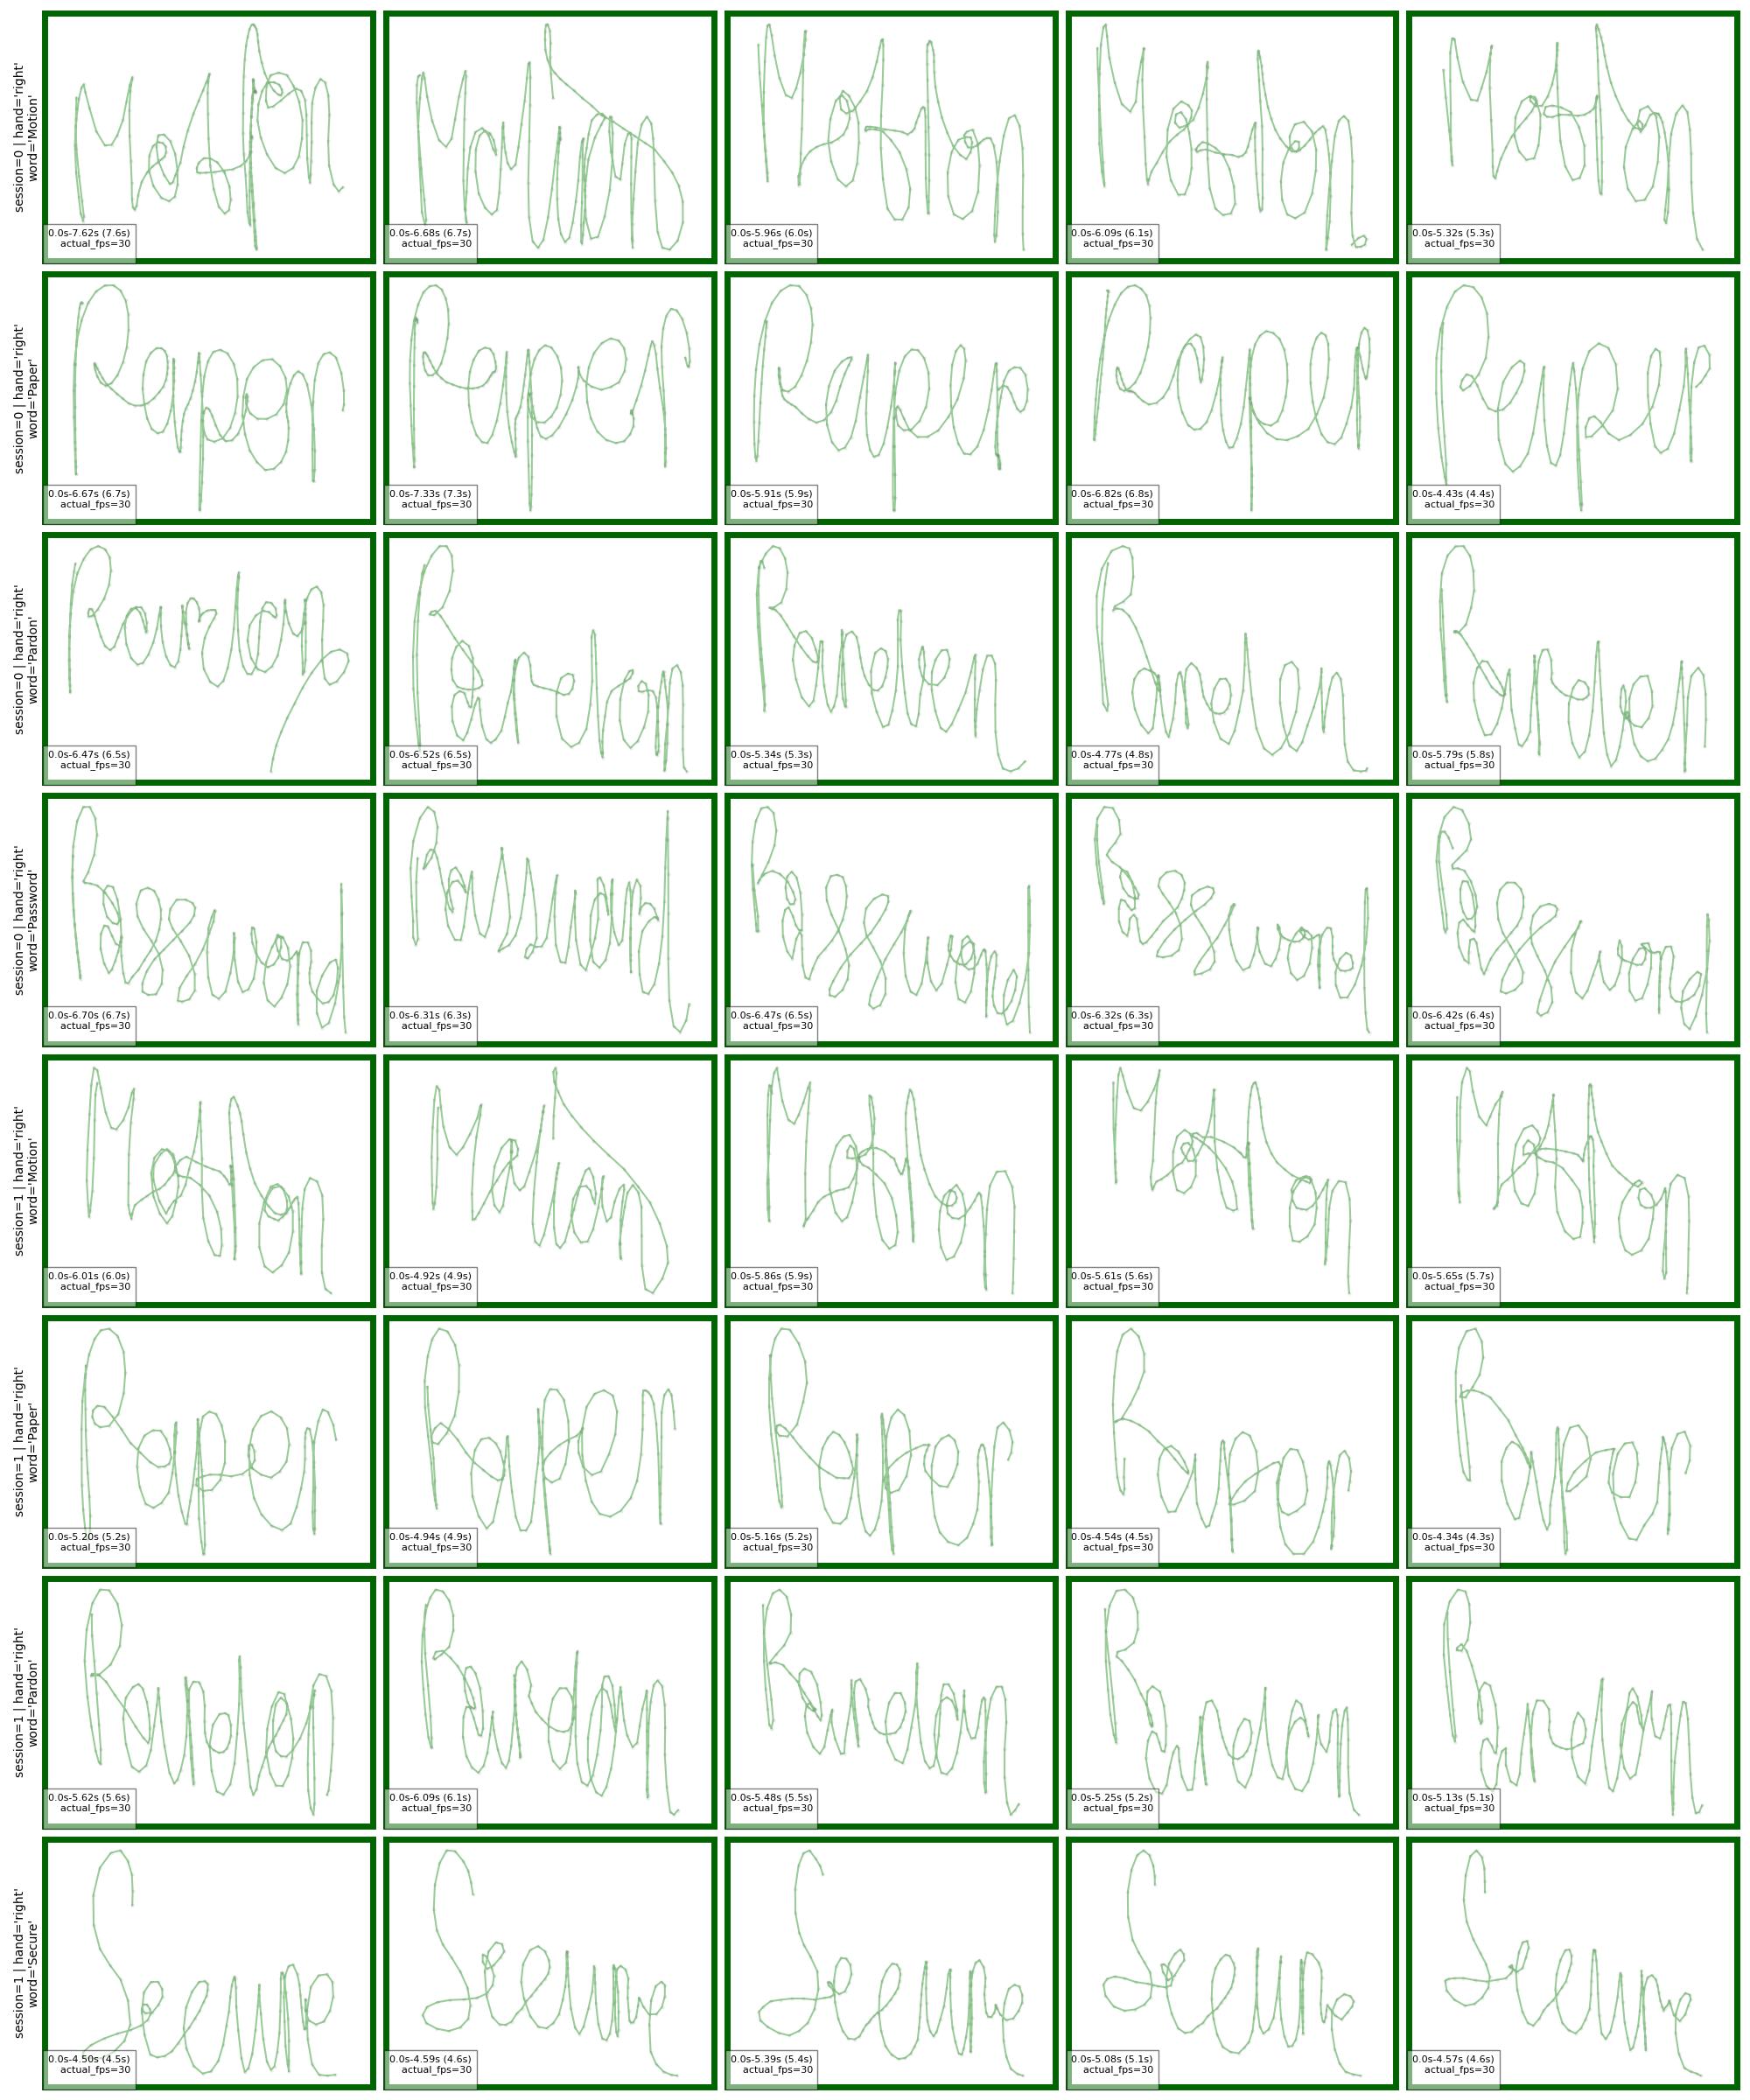 session=0 | hand='right'
word='Motion'
Motion Motion Motion Motion Motion
0.0s-7.62s (7.6s) actual_fps=30
0.0s-6.68s (6.7s) actual_fps=30
0.0s-5.96s (6.0s) actual_fps=30
0.0s-6.09s (6.1s) actual_fps=30
0.0s-5.32s (5.3s) actual_fps=30
session=0 | hand='right'
word='Paper'
Paper Paper Paper Paper Paper
0.0s-6.67s (6.7s) actual_fps=30
0.0s-7.33s (7.3s) actual_fps=30
0.0s-5.91s (5.9s) actual_fps=30
0.0s-6.82s (6.8s) actual_fps=30
0.0s-4.43s (4.4s) actual_fps=30
session=0 | hand='right'
word='Pardon'
Pardon Pardon Pardon Pardon Pardon
0.0s-6.47s (6.5s) actual_fps=30
0.0s-6.52s (6.5s) actual_fps=30
0.0s-5.34s (5.3s) actual_fps=30
0.0s-4.77s (4.8s) actual_fps=30
0.0s-5.79s (5.8s) actual_fps=30
session=0 | hand='right'
word='Password'
Password Password Password Password Password
0.0s-6.70s (6.7s) actual_fps=30
0.0s-6.31s (6.3s) actual_fps=30
0.0s-6.47s (6.5s) actual_fps=30
0.0s-6.32s (6.3s) actual_fps=30
0.0s-6.42s (6.4s) actual_fps=30
session=1 | hand='right'
word='Motion'
Motion Motion Motion Motion Motion
0.0s-6.01s (6.0s) actual_fps=30
0.0s-4.92s (4.9s) actual_fps=30
0.0s-5.86s (5.9s) actual_fps=30
0.0s-5.61s (5.6s) actual_fps=30
0.0s-5.65s (5.7s) actual_fps=30
session=1 | hand='right'
word='Paper'
Paper Paper Paper Paper Paper
0.0s-5.20s (5.2s) actual_fps=30
0.0s-4.94s (4.9s) actual_fps=30
0.0s-5.16s (5.2s) actual_fps=30
0.0s-4.54s (4.5s) actual_fps=30
0.0s-4.34s (4.3s) actual_fps=30
session=1 | hand='right'
word='Pardon'
Pardon Pardon Pardon Pardon Pardon
0.0s-5.62s (5.6s) actual_fps=30
0.0s-6.09s (6.1s) actual_fps=30
0.0s-5.48s (5.5s) actual_fps=30
0.0s-5.25s (5.2s) actual_fps=30
0.0s-5.13s (5.1s) actual_fps=30
session=1 | hand='right'
word='Secure'
Secure Secure Secure Secure Secure
0.0s-4.50s (4.5s) actual_fps=30
0.0s-4.59s (4.6s) actual_fps=30
0.0s-5.39s (5.4s) actual_fps=30
0.0s-5.08s (5.1s) actual_fps=30
0.0s-4.57s (4.6s) actual_fps=30